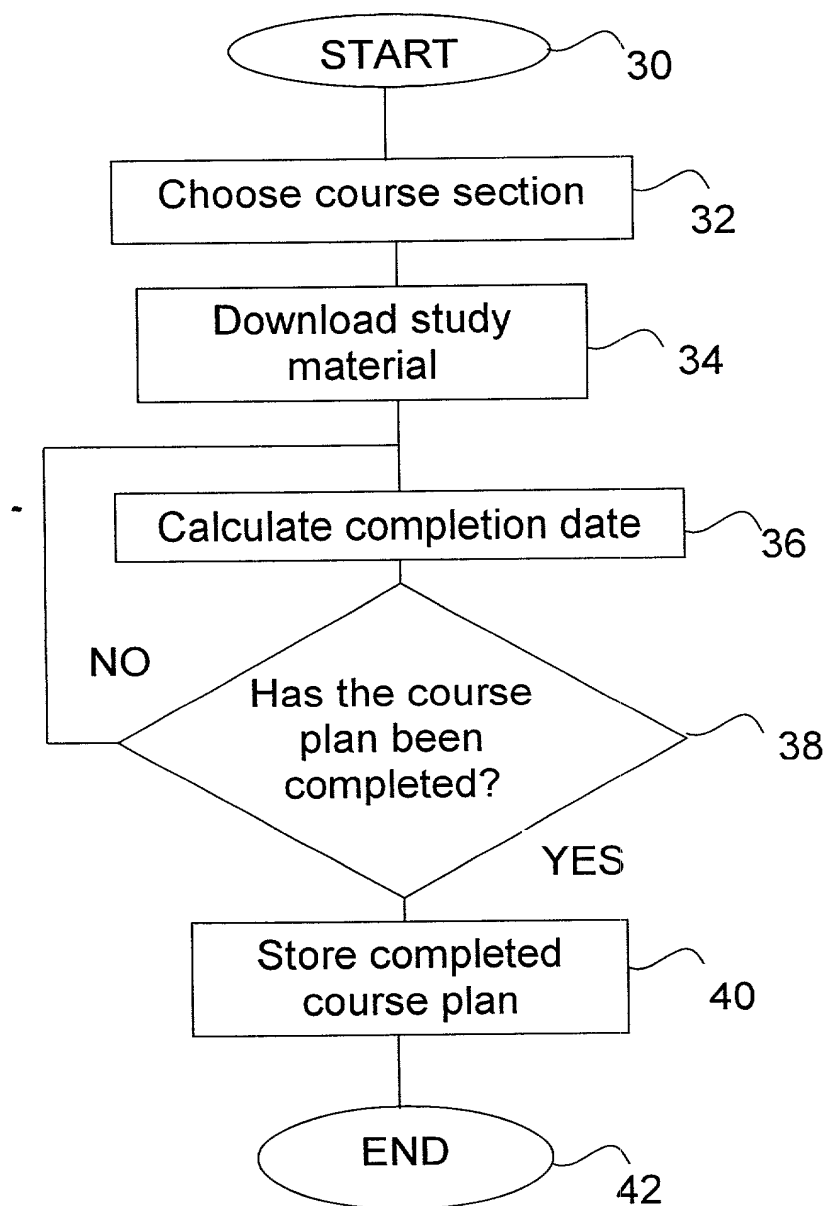 START
30
Choose course section
32
Download study
material
34
Calculate completion date
36
NO
Has the course
plan been
completed?
38
YES
Store completed
course plan
40
END
42